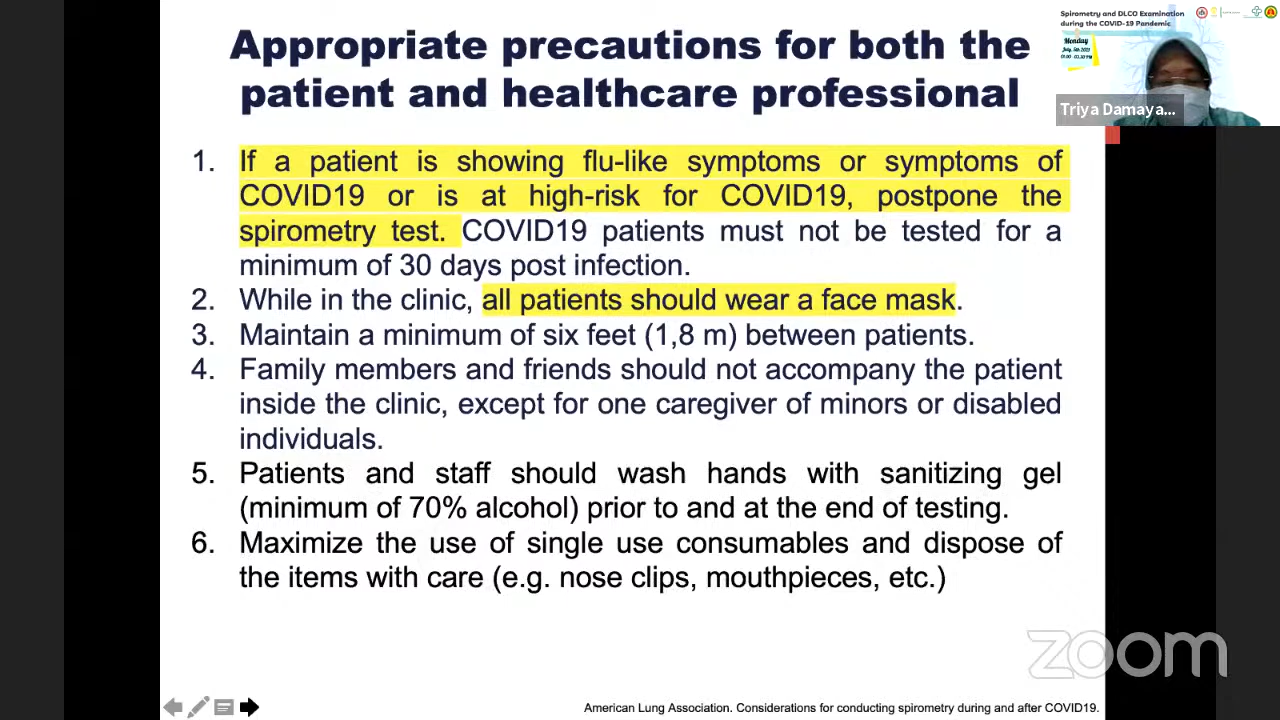 Appropriate precautions for both the
patient and healthcare professional
1. If a patient is showing flu-like symptoms or symptoms of
COVID19 or is at high-risk for COVID19, postpone the
spirometry test. COVID19 patients must not be tested for a
minimum of 30 days post infection.
2. While in the clinic, all patients should wear a face mask.
3. Maintain a minimum of six feet (1,8 m) between patients.
4. Family members and friends should not accompany the patient
inside the clinic, except for one caregiver of minors or disabled
individuals.
5. Patients and staff should wash hands with sanitizing gel
(minimum of 70% alcohol) prior to and at the end of testing.
6. Maximize the use of single use consumables and dispose of
the items with care (e.g. nose clips, mouthpieces, etc.)
American Lung Association. Considerations for conducting spirometry during and after COVID19.
Spirometry and DLCO Examination
during the COVID-19 Pandemic
Monday
Triya Damaya...
zoom